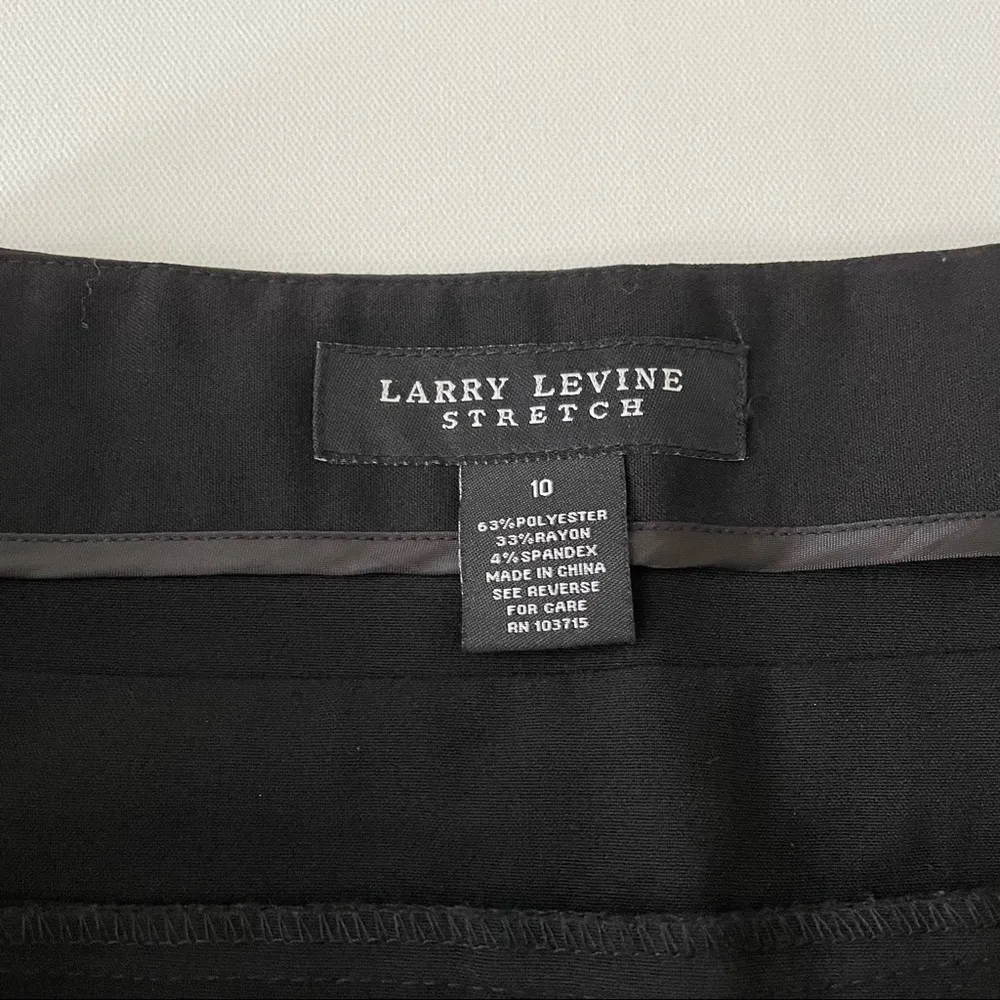 LARRY LEVINE
STRETCH
10
63%POLYESTER
33%RAYON
4%SPANDEX
MADE IN CHINA
SEE REVERSE
FOR CARE
RN 103715